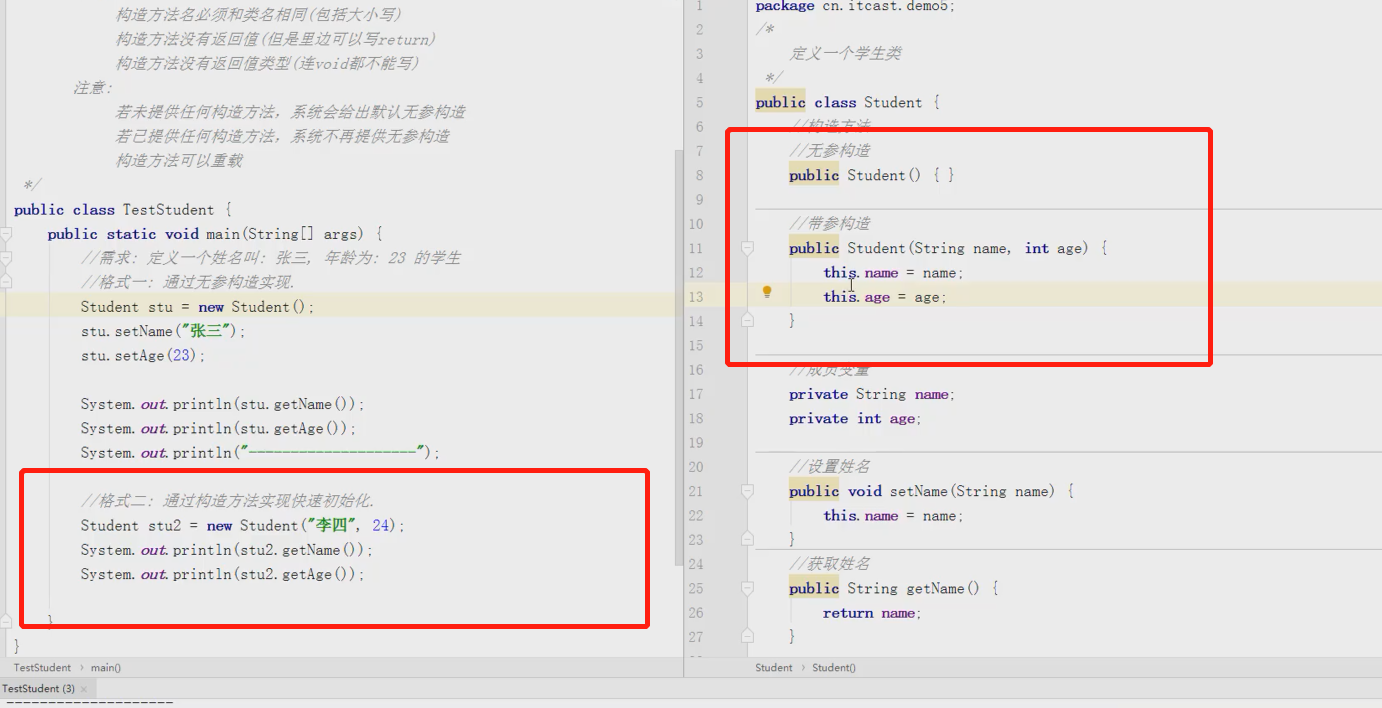 构造方法名必须和类名相同(包括大小写)
构造方法没有返回值(但是里边可以写return)
构造方法没有返回值类型(连void都不能写)
注意:
若未提供任何构造方法，系统会给出默认无参构造
若已提供任何构造方法，系统不再提供无参构造
构造方法可以重载
*/
public class TestStudent {
public static void main(String[] args) {
//需求: 定义一个姓名叫: 张三, 年龄为: 23 的学生
//格式一: 通过无参构造实现.
Student stu = new Student();
stu.setName("张三");
stu.setAge(23);
System.out.println(stu.getName());
System.out.println(stu.getAge());
System.out.println("--------------------");
//格式二: 通过构造方法实现快速初始化.
Student stu2 = new Student("李四", 24);
System.out.println(stu2.getName());
System.out.println(stu2.getAge());
}
}
TestStudent › main()
TestStudent (3) ×
--------------------
1 package cn.itcast.demo5;
2 /*
3 定义一个学生类
4 */
5 public class Student {
6 //构造方法
7 //无参构造
8 public Student() { }
9
10 //带参构造
11 public Student(String name, int age) {
12 this.name = name;
13 this.age = age;
14 }
15
16 //成员变量
17 private String name;
18 private int age;
19
20 //设置姓名
21 public void setName(String name) {
22 this.name = name;
23 }
24 //获取姓名
25 public String getName() {
26 return name;
27 }
Student › Student()